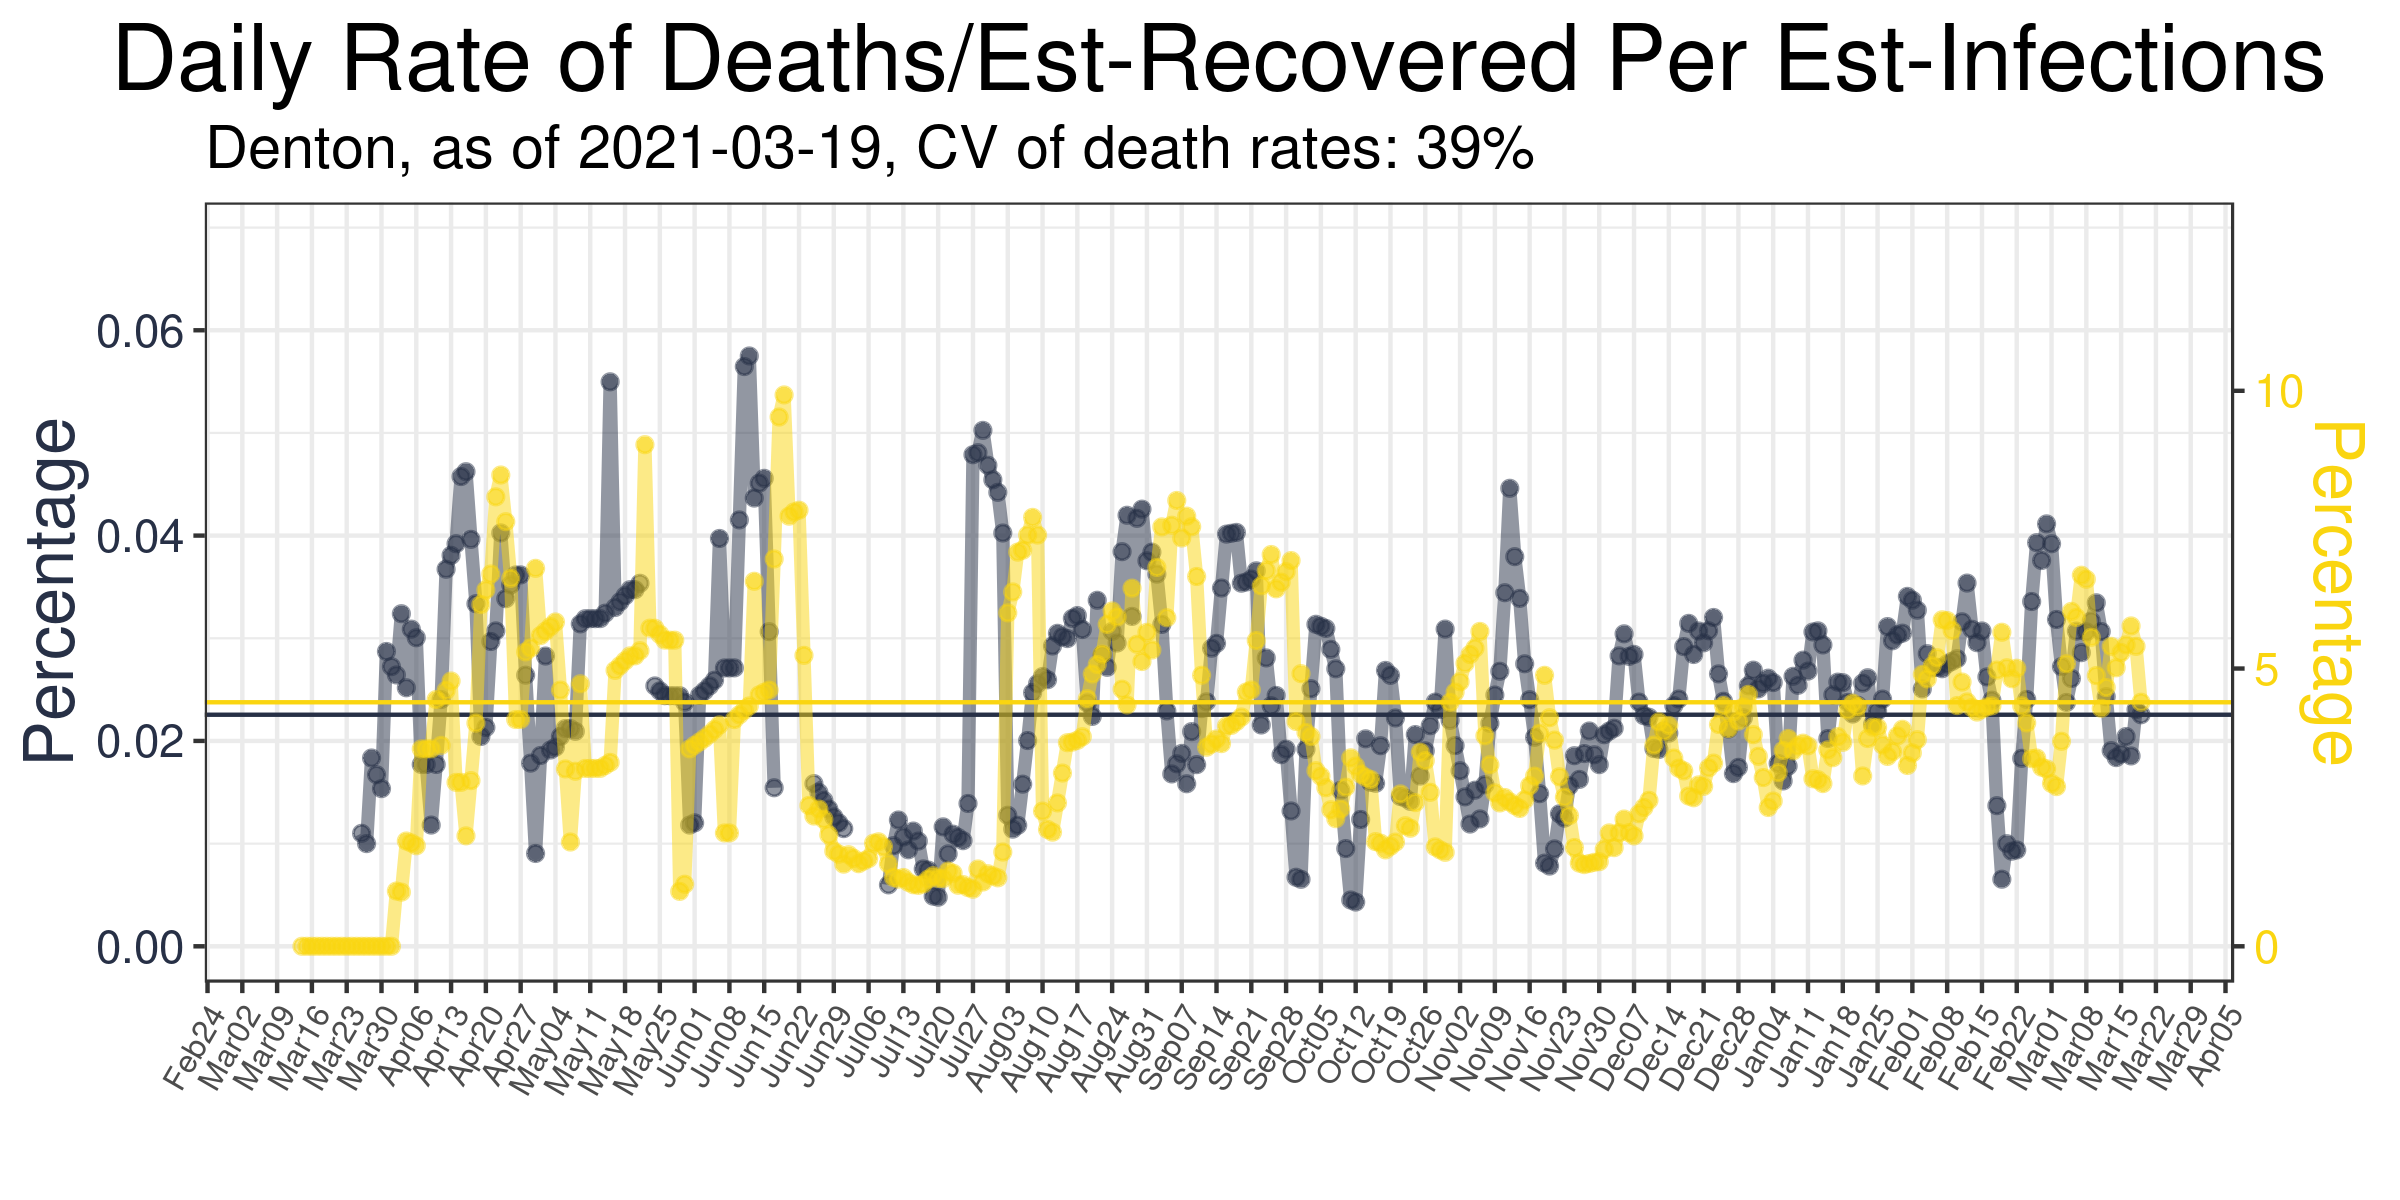 Daily Rate of Deaths/Est-Recovered Per Est-Infections
Denton, as of 2021-03-19, CV of death rates: 39%
Percentage
0.06
0.04
0.02
0.00
10
5
0
Percentage
Feb24
Mar02
Mar09
Mar16
Mar23
Mar30
Apr06
Apr13
Apr20
Apr27
May04
May11
May18
May25
Jun01
Jun08
Jun15
Jun22
Jun29
Jul06
Jul13
Jul20
Jul27
Aug03
Aug10
Aug17
Aug24
Aug31
Sep07
Sep14
Sep21
Sep28
Oct05
Oct12
Oct19
Oct26
Nov02
Nov09
Nov16
Nov23
Nov30
Dec07
Dec14
Dec21
Dec28
Jan04
Jan11
Jan18
Jan25
Feb01
Feb08
Feb15
Feb22
Mar01
Mar08
Mar15
Mar22
Mar29
Apr05